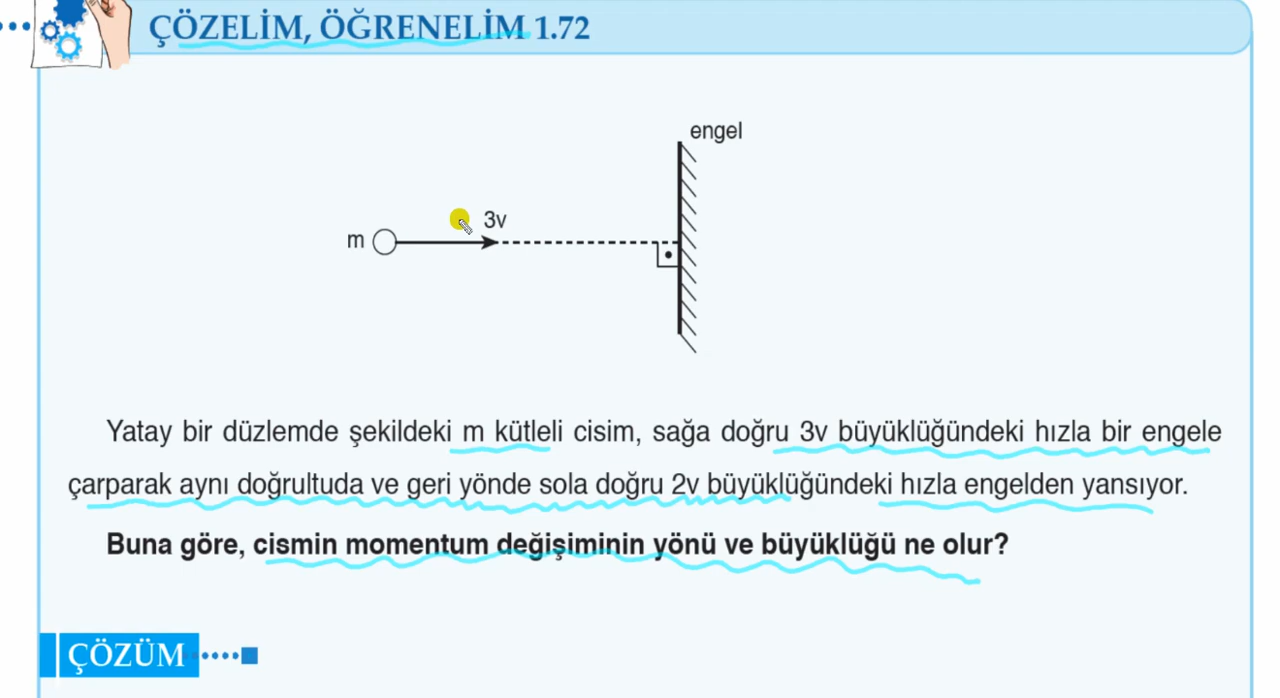 ÇÖZELİM, ÖĞRENELİM 1.72
engel
3v
m
Yatay bir düzlemde şekildeki m kütleli cisim, sağa doğru 3v büyüklüğündeki hızla bir engele
çarparak aynı doğrultuda ve geri yönde sola doğru 2v büyüklüğündeki hızla engelden yansıyor.
Buna göre, cismin momentum değişiminin yönü ve büyüklüğü ne olur?
ÇÖZÜM